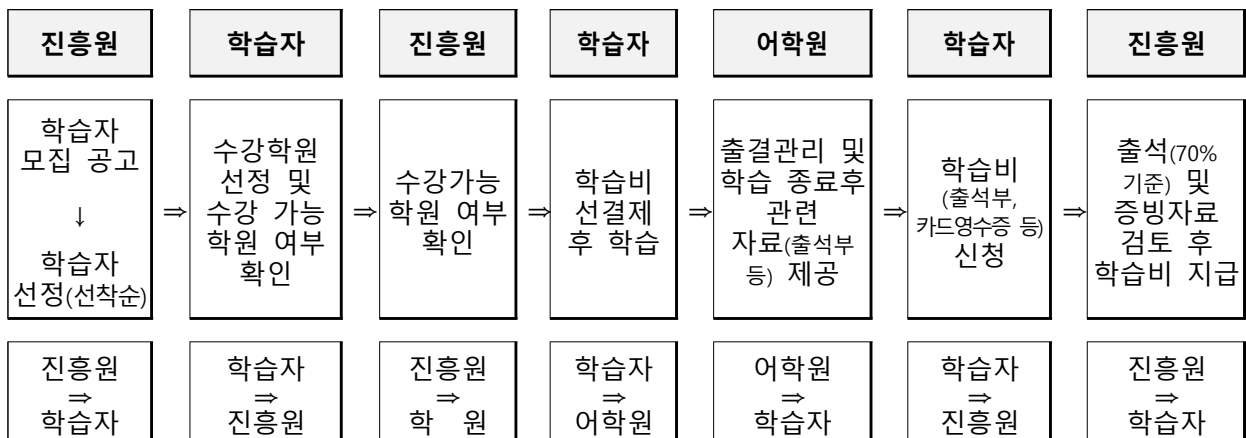 진흥원
학습자
진흥원
학습자
어학원
학습자
진흥원
학습자
모집 공고
↓
학습자
선정(선착순)
⇒
수강학원
선정 및
수강 가능
학원 여부
확인
⇒
수강가능
학원 여부
확인
⇒
학습비
선결제
후 학습
⇒
출결관리 및
학습 종료후
관련
자료(출석부
등) 제공
⇒
학습비
(출석부,
카드영수증 등)
신청
⇒
출석(70%
기준) 및
증빙자료
검토 후
학습비 지급
진흥원
⇒
학습자
학습자
⇒
진흥원
진흥원
⇒
학 원
학습자
⇒
어학원
어학원
⇒
학습자
학습자
⇒
진흥원
진흥원
⇒
학습자